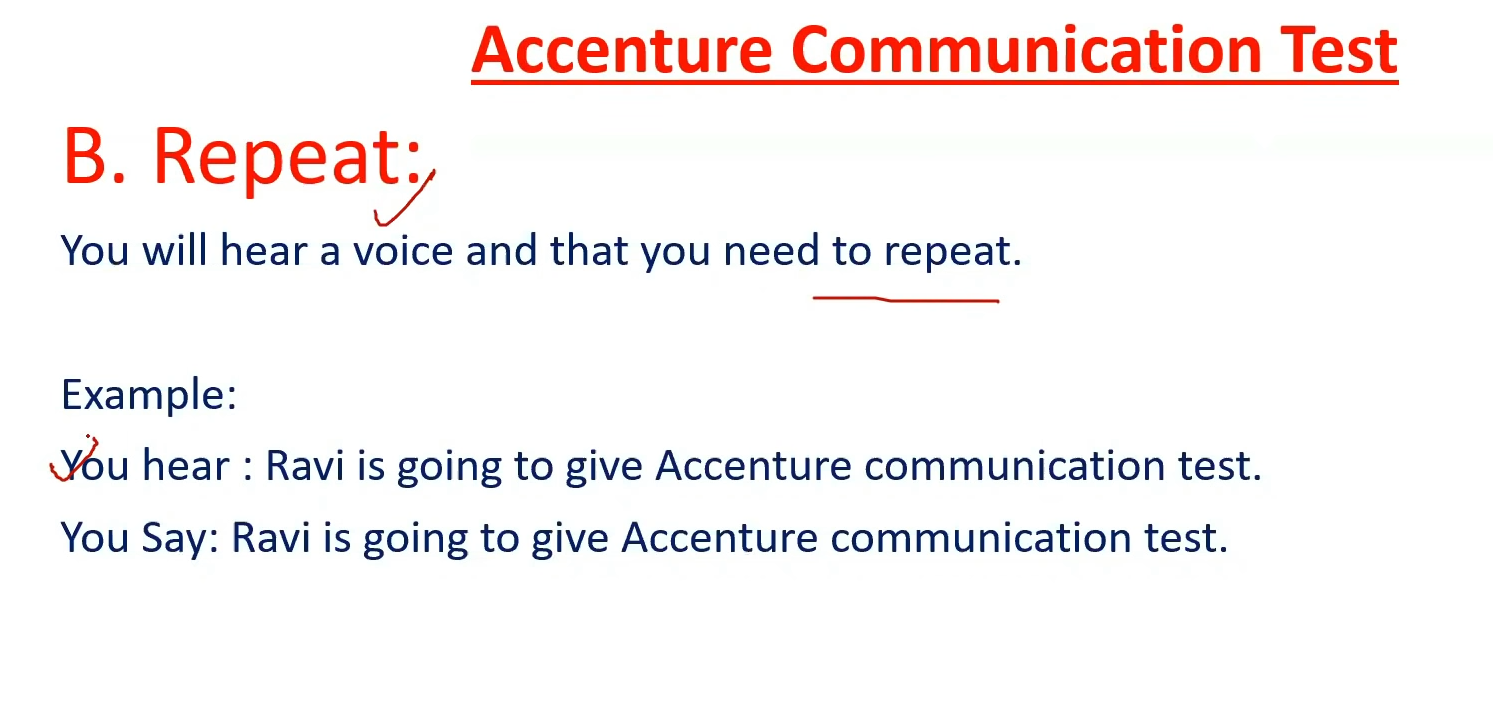 Accenture Communication Test
B. Repeat:
You will hear a voice and that you need to repeat.
Example:
You hear : Ravi is going to give Accenture communication test.
You Say: Ravi is going to give Accenture communication test.